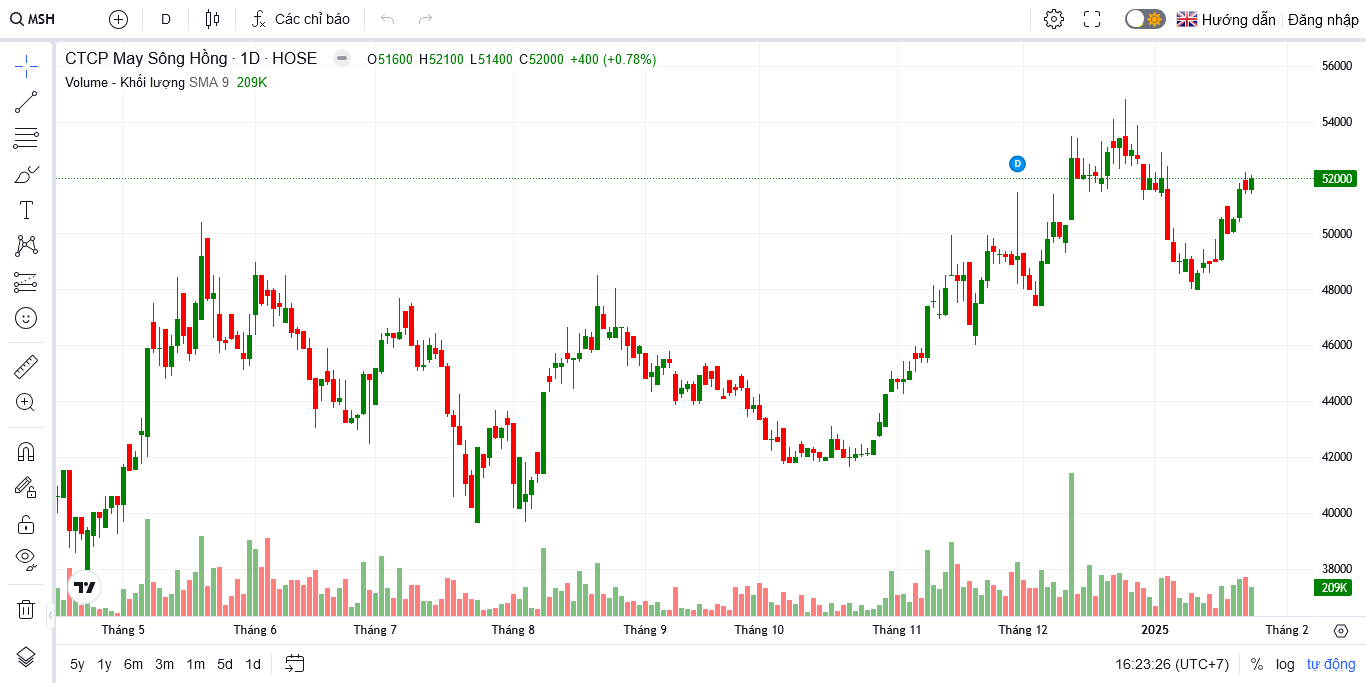 MSH D Các chỉ báo Hướng dẫn Đăng nhập
CTCP May Sông Hồng · 1D · HOSE O51600 H52100 L51400 C52000 +400 (+0.78%)
Volume - Khối lượng SMA 9 209K
56000
54000
D
52000
50000
48000
46000
44000
42000
40000
38000
209K
Tháng 5 Tháng 6 Tháng 7 Tháng 8 Tháng 9 Tháng 10 Tháng 11 Tháng 12 2025 Tháng 2
5y 1y 6m 3m 1m 5d 1d 16:23:26 (UTC+7) % log tự động